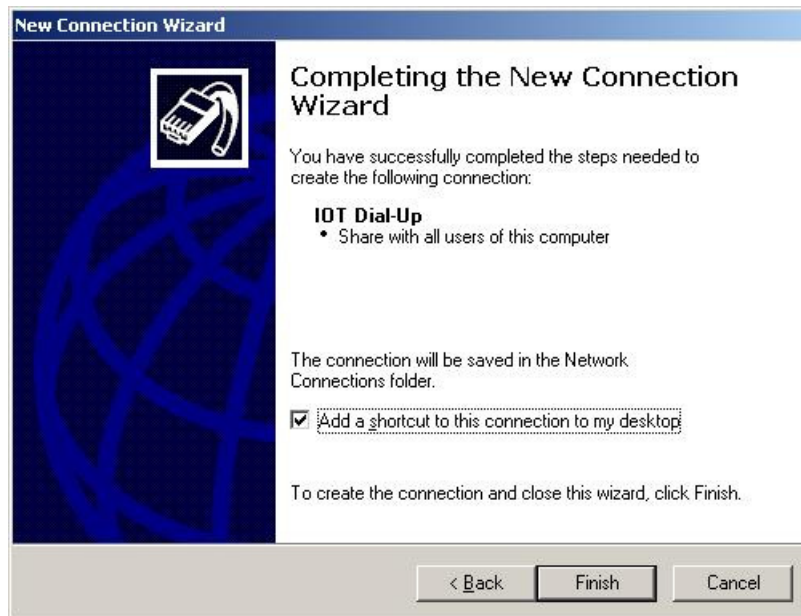 New Connection Wizard
Completing the New Connection
Wizard
You have successfully completed the steps needed to
create the following connection:
IOT Dial-Up
• Share with all users of this computer
The connection will be saved in the Network
Connections folder.
Add a shortcut to this connection to my desktop
To create the connection and close this wizard, click Finish.
< Back Finish Cancel